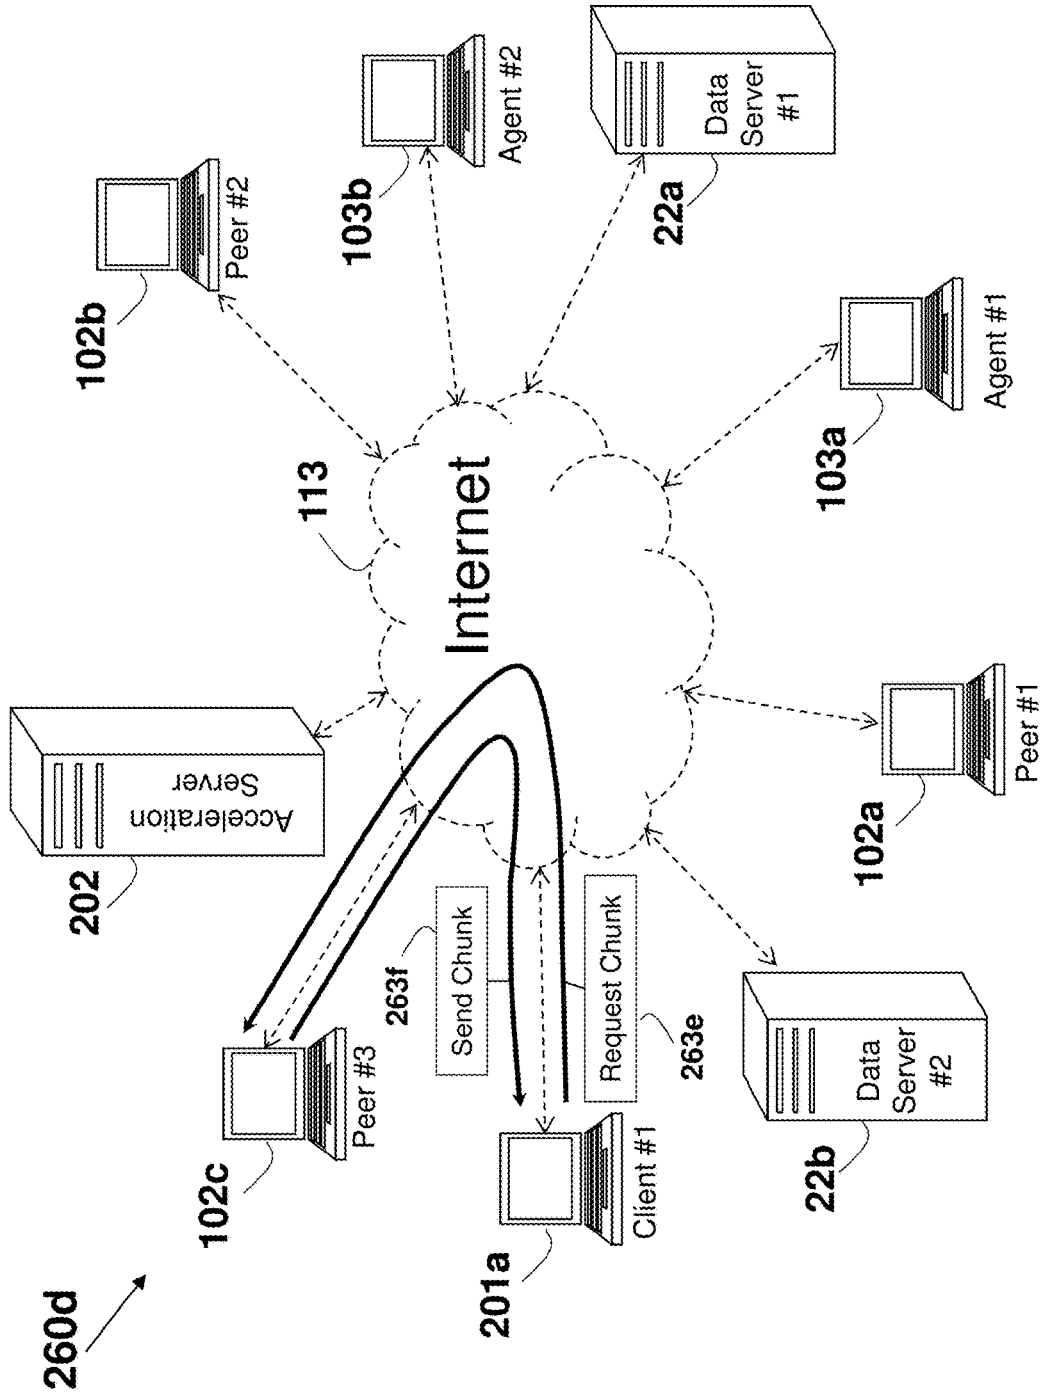 260d
102c
Peer #3
202
Acceleration
Server
113
102b
Peer #2
201a
Client #1
263f
Send Chunk
Request Chunk
263e
Internet
103b
Agent #2
22b
Data
Server
#2
102a
Peer #1
103a
Agent #1
22a
Data
Server
#1